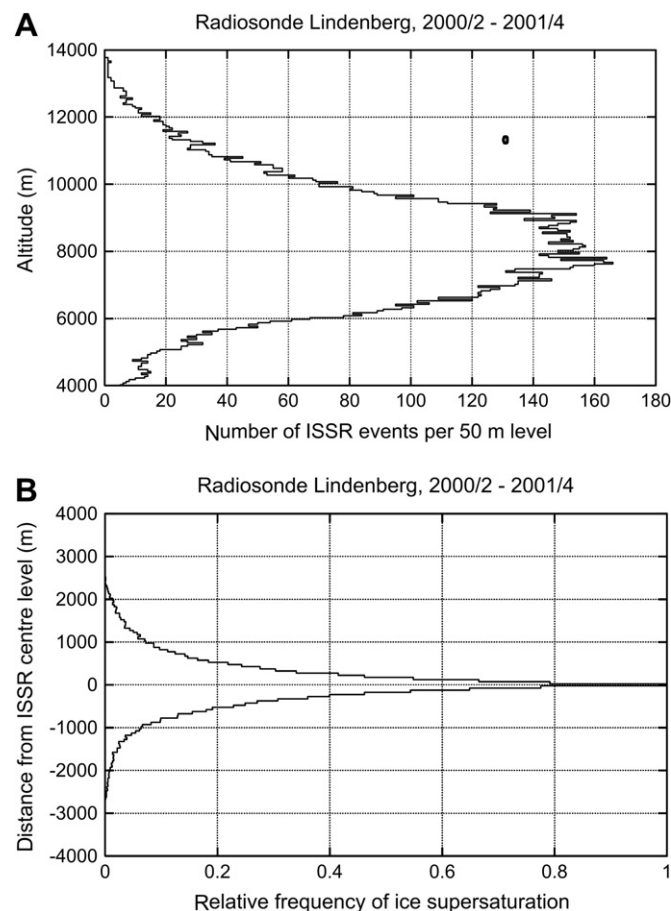 A
Radiosonde Lindenberg, 2000/2 - 2001/4
14000
12000
10000
8000
6000
4000
Altitude (m)
0 20 40 60 80 100 120 140 160 180
Number of ISSR events per 50 m level
B
Radiosonde Lindenberg, 2000/2 - 2001/4
4000
3000
2000
1000
0
-1000
-2000
-3000
-4000
Distance from ISSR centre level (m)
0 0.2 0.4 0.6 0.8 1
Relative frequency of ice supersaturation